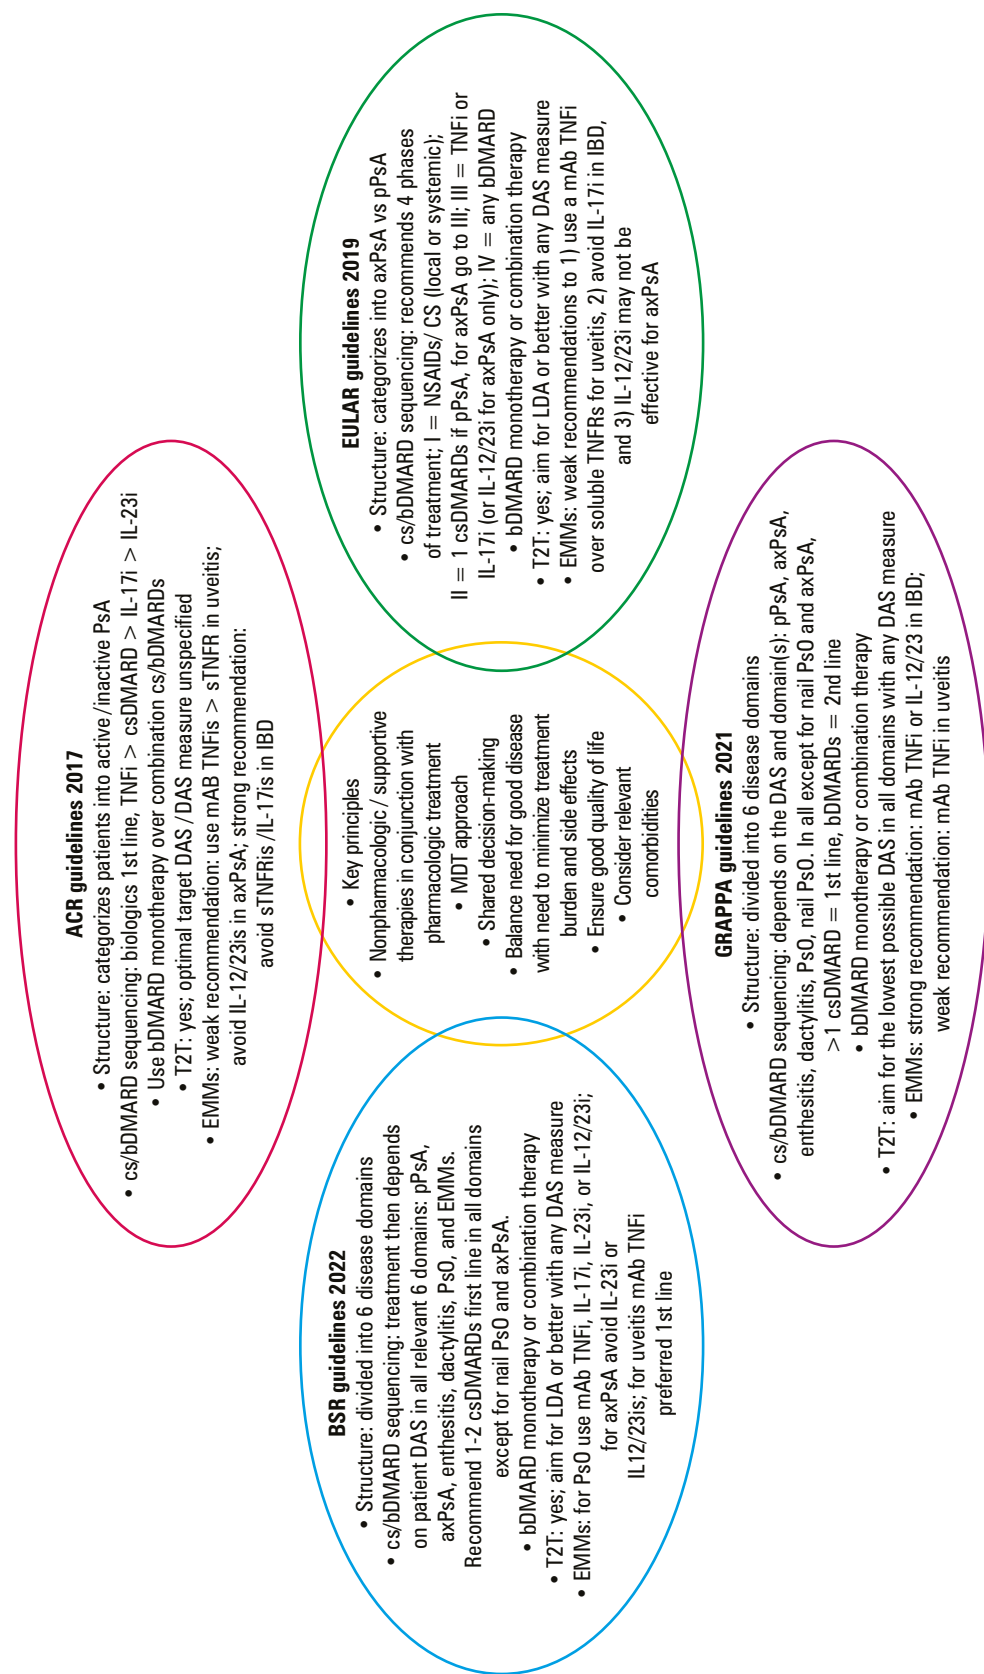 ACR guidelines 2017
• Structure: categorizes patients into active/inactive PsA
• cs/bDMARD sequencing: biologics 1st line, TNFi > csDMARD > IL-17i > IL-23i
• Use bDMARD monotherapy over combination cs/bDMARDs
• T2T: yes; optimal target DAS/DAS measure unspecified
• EMMs: weak recommendation: use mAB TNFis > sTNFR in uveitis;
avoid IL-12/23is in axPsA; strong recommendation:
avoid sTNFRis/IL-17is in IBD
BSR guidelines 2022
• Structure: divided into 6 disease domains
• cs/bDMARD sequencing: treatment then depends
on patient DAS in all relevant 6 domains: pPsA,
axPsA, enthesitis, dactylitis, PsO, and EMMs.
Recommend 1-2 csDMARDs first line in all domains
except for nail PsO and axPsA.
• bDMARD monotherapy or combination therapy
• T2T: yes; aim for LDA or better with any DAS measure
• EMMs: for PsO use mAb TNFi, IL-17i, IL-23i, or IL-12/23i;
for axPsA avoid IL-23i or
IL12/23is; for uveitis mAb TNFi
preferred 1st line
• Key principles
• Nonpharmacologic/supportive
therapies in conjunction with
pharmacologic treatment
• MDT approach
• Shared decision-making
• Balance need for good disease
with need to minimize treatment
burden and side effects
• Ensure good quality of life
• Consider relevant
comorbidities
EULAR guidelines 2019
• Structure: categorizes into axPsA vs pPsA
• cs/bDMARD sequencing: recommends 4 phases
of treatment; I = NSAIDs/ CS (local or systemic);
II = 1 csDMARDs if pPsA, for axPsA go to III; III = TNFi or
IL-17i (or IL-12/23i for axPsA only); IV = any bDMARD
• bDMARD monotherapy or combination therapy
• T2T: yes; aim for LDA or better with any DAS measure
• EMMs: weak recommendations to 1) use a mAb TNFi
over soluble TNFRs for uveitis, 2) avoid IL-17i in IBD,
and 3) IL-12/23i may not be
effective for axPsA
GRAPPA guidelines 2021
• Structure: divided into 6 disease domains
• cs/bDMARD sequencing: depends on the DAS and domain(s): pPsA, axPsA,
enthesitis, dactylitis, PsO, nail PsO. In all except for nail PsO and axPsA,
> 1 csDMARD = 1st line, bDMARDs = 2nd line
• bDMARD monotherapy or combination therapy
• T2T: aim for the lowest possible DAS in all domains with any DAS measure
• EMMs: strong recommendation: mAb TNFi or IL-12/23 in IBD;
weak recommendation: mAb TNFi in uveitis